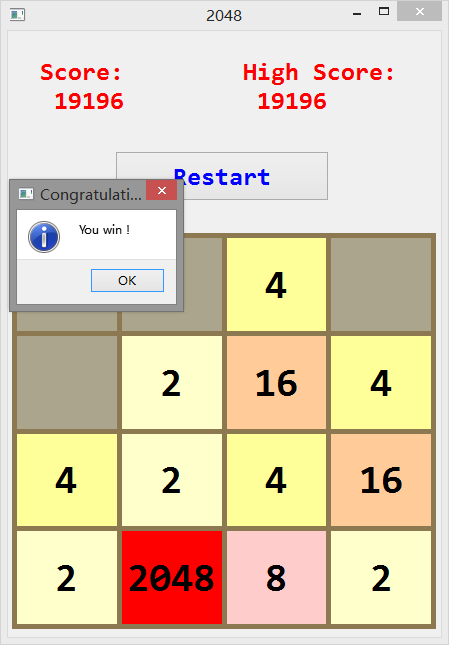 2048
Score:
19196
High Score:
19196
Restart
Congratulati...
You win !
OK
4
2 16 4
4 2 4 16
2 2048 8 2